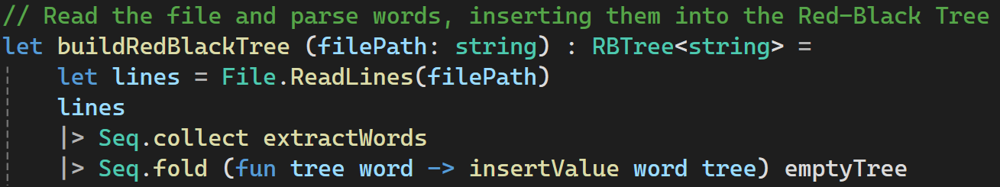 // Read the file and parse words, inserting them into the Red-Black Tree
let buildRedBlackTree (filePath: string) : RBTree<string> =
    let lines = File.ReadLines(filePath)
    lines
    |> Seq.collect extractWords
    |> Seq.fold (fun tree word -> insertValue word tree) emptyTree